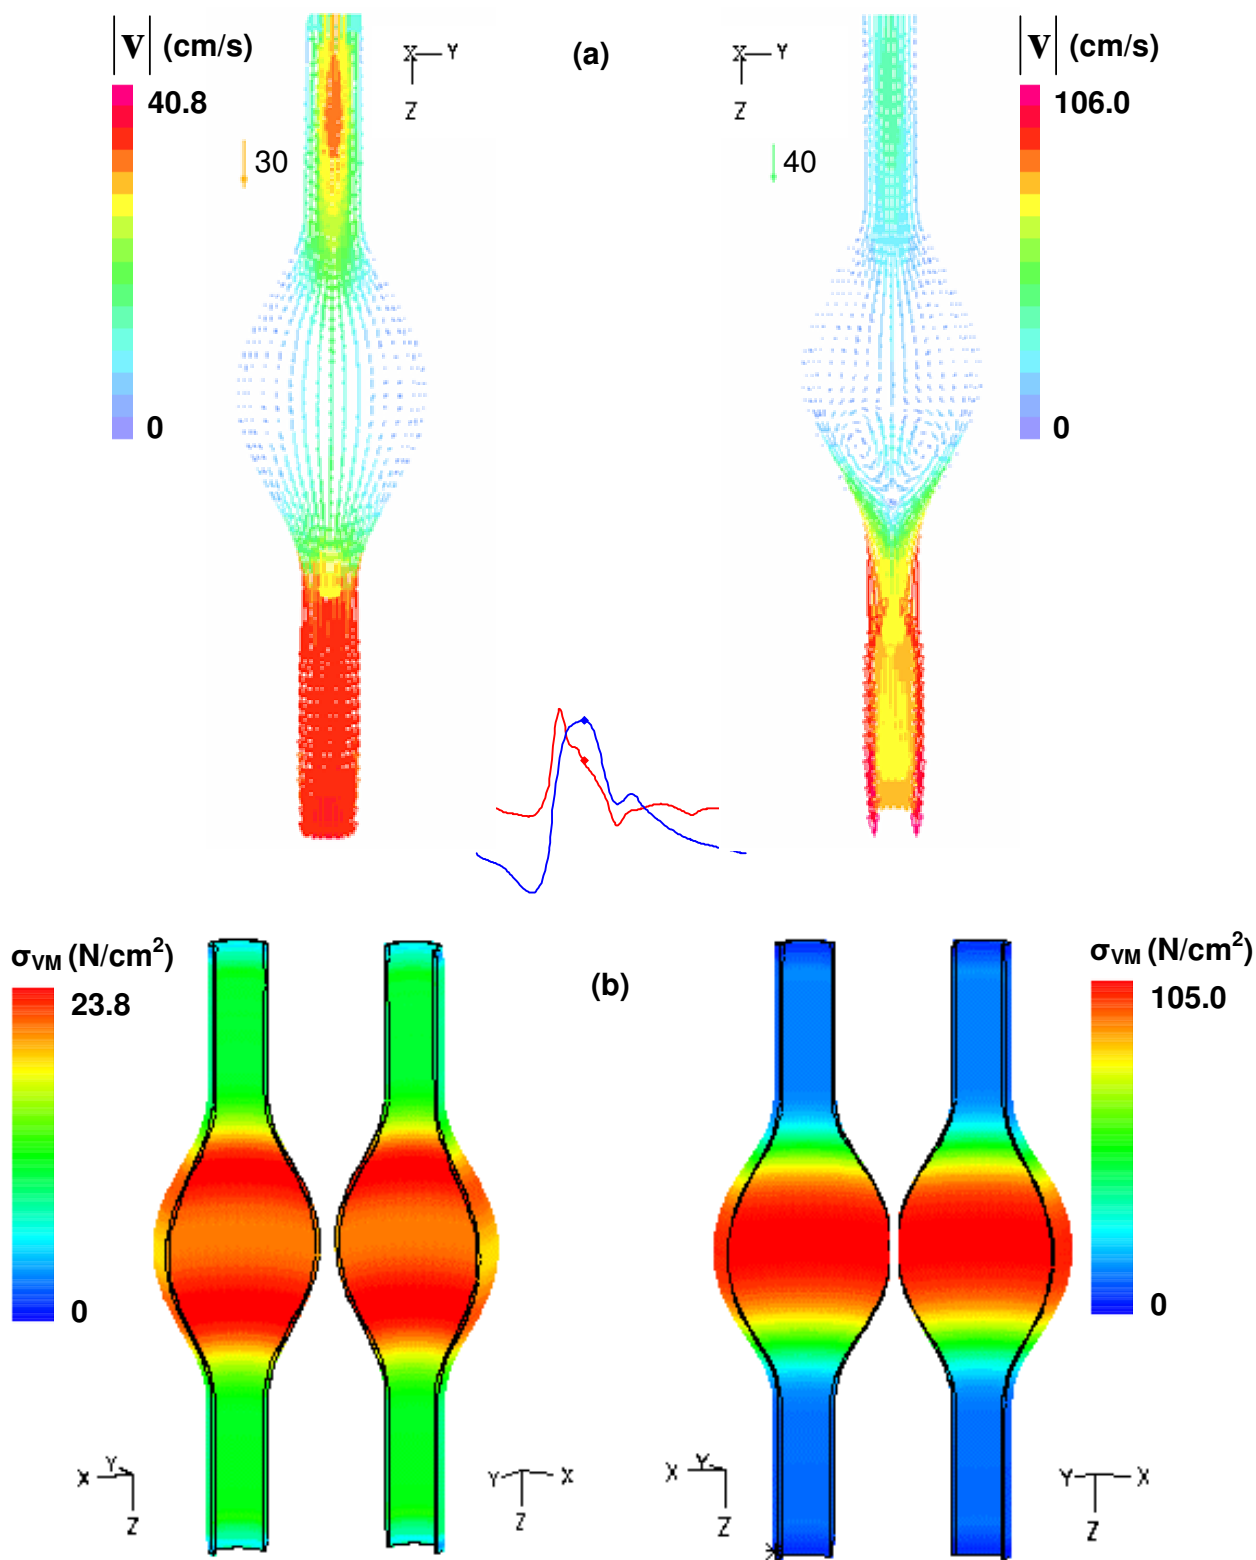 |V| (cm/s)
40.8
0
30
X Y
Z
(a)
X Y
Z
40
|V| (cm/s)
106.0
0
σVM (N/cm²)
23.8
0
(b)
σVM (N/cm²)
105.0
0
X Y
Z
Y X
Z
X Y
Z
Y X
Z